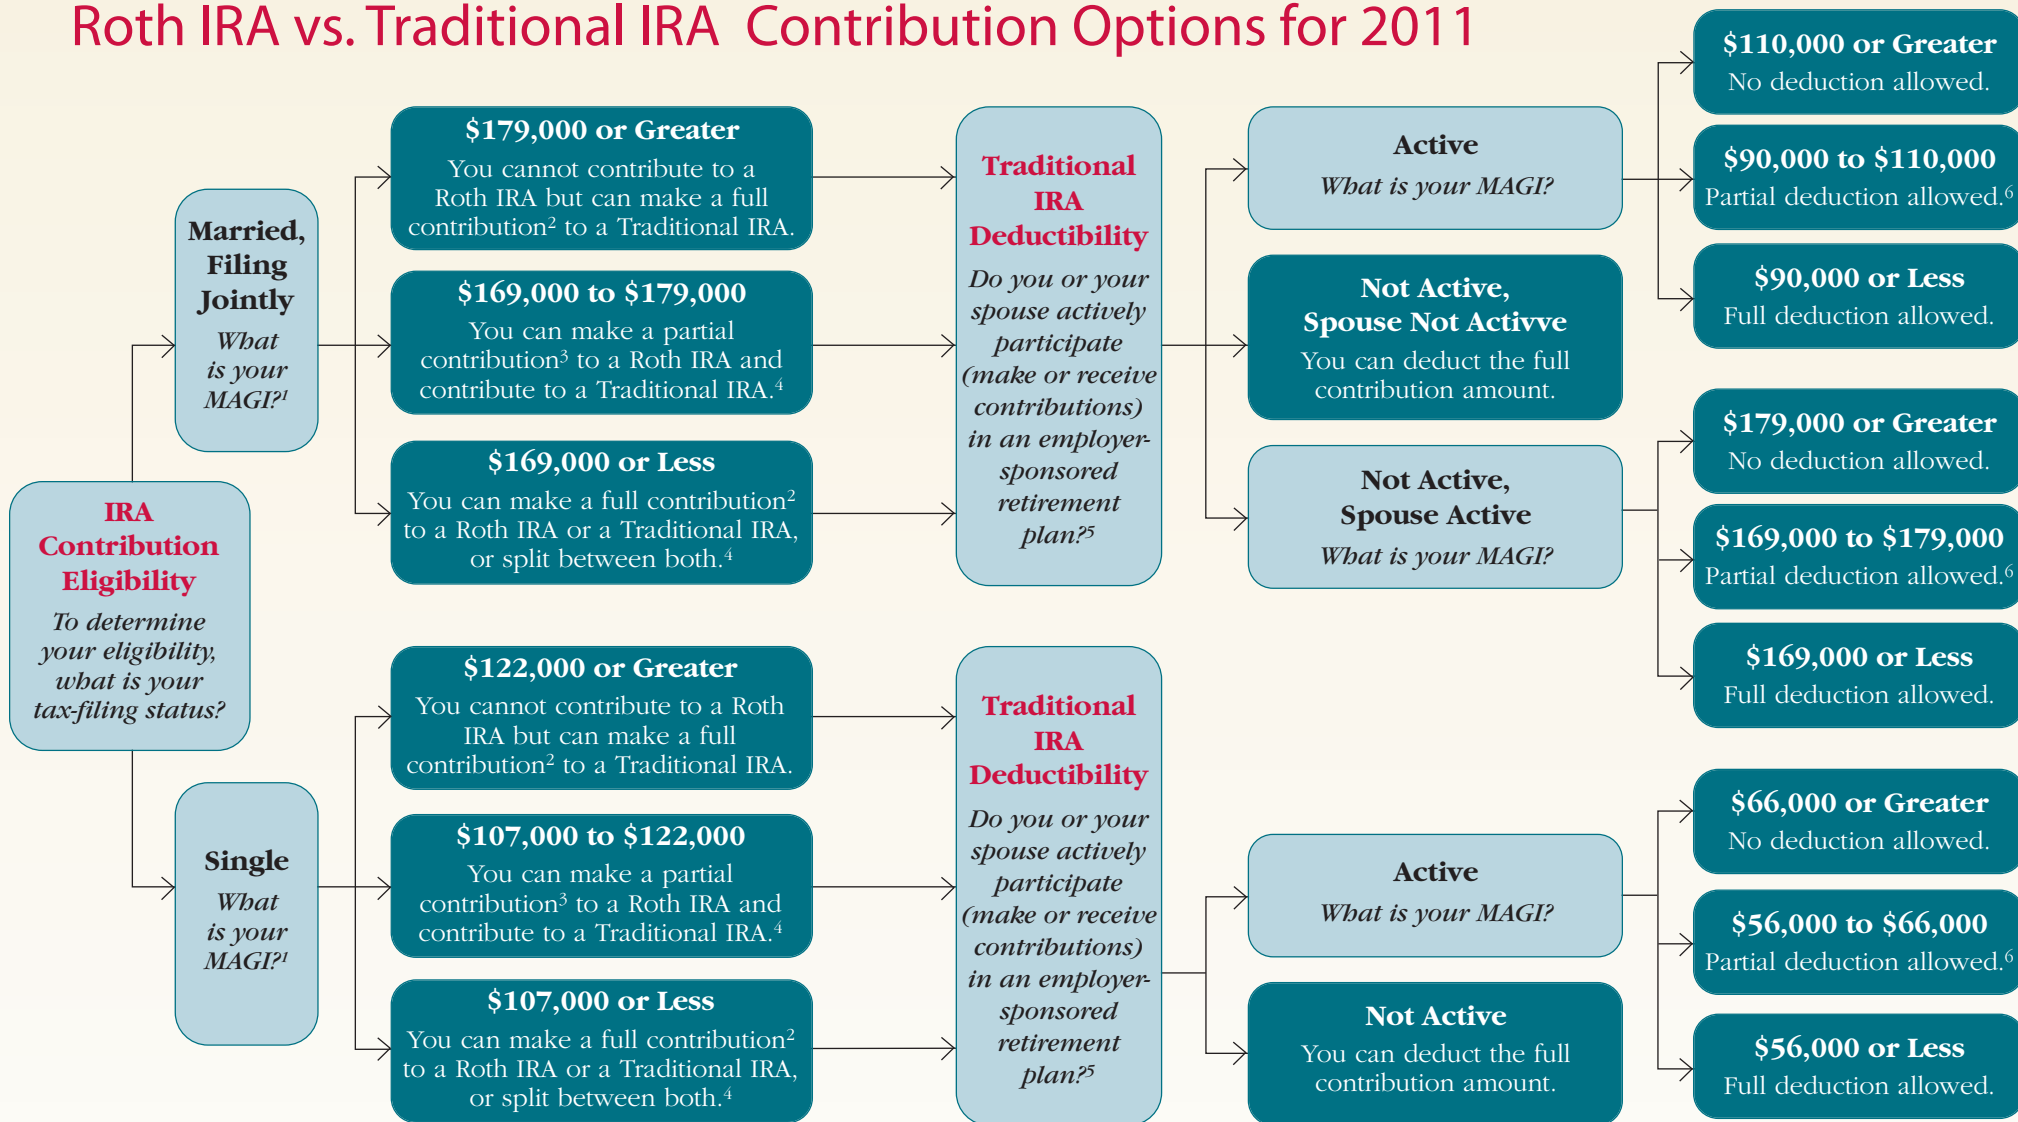 Roth IRA vs. Traditional IRA Contribution Options for 2011
IRA
Contribution
Eligibility
To determine
your eligibility,
what is your
tax-filing status?
Married,
Filing
Jointly
What
is your
MAGI?¹
$179,000 or Greater
You cannot contribute to a
Roth IRA but can make a full
contribution² to a Traditional IRA.
$169,000 to $179,000
You can make a partial
contribution³ to a Roth IRA and
contribute to a Traditional IRA.⁴
$169,000 or Less
You can make a full contribution²
to a Roth IRA or a Traditional IRA,
or split between both.⁴
Traditional
IRA
Deductibility
Do you or your
spouse actively
participate
(make or receive
contributions)
in an employer-
sponsored
retirement
plan?⁵
Active
What is your MAGI?
Not Active,
Spouse Not Activve
You can deduct the full
contribution amount.
Not Active,
Spouse Active
What is your MAGI?
$110,000 or Greater
No deduction allowed.
$90,000 to $110,000
Partial deduction allowed.⁶
$90,000 or Less
Full deduction allowed.
$179,000 or Greater
No deduction allowed.
$169,000 to $179,000
Partial deduction allowed.⁶
$169,000 or Less
Full deduction allowed.
Single
What
is your
MAGI?¹
$122,000 or Greater
You cannot contribute to a Roth
IRA but can make a full
contribution² to a Traditional IRA.
$107,000 to $122,000
You can make a partial
contribution³ to a Roth IRA and
contribute to a Traditional IRA.⁴
$107,000 or Less
You can make a full contribution²
to a Roth IRA or a Traditional IRA,
or split between both.⁴
Traditional
IRA
Deductibility
Do you or your
spouse actively
participate
(make or receive
contributions)
in an employer-
sponsored
retirement
plan?⁵
Active
What is your MAGI?
Not Active
You can deduct the full
contribution amount.
$66,000 or Greater
No deduction allowed.
$56,000 to $66,000
Partial deduction allowed.⁶
$56,000 or Less
Full deduction allowed.